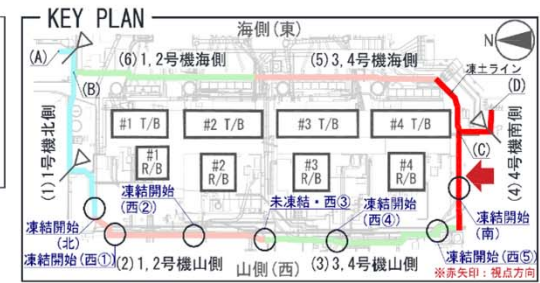 KEY PLAN
海側(東)
N
(A)
(B)
(6)1,2号機海側
(5)3,4号機海側
凍土ライン
(D)
(C)
(1)1号機北側
(4)4号機南側
#1 T/B
#2 T/B
#3 T/B
#4 T/B
#1
R/B
#2
R/B
#3
R/B
#4
R/B
凍結開始
(西②)
未凍結・西③
凍結開始
(西④)
凍結開始
(北)
凍結開始
(南)
凍結開始(西①)
凍結開始(西⑤)
(2)1,2号機山側
山側(西)
(3)3,4号機山側
※赤矢印：視点方向